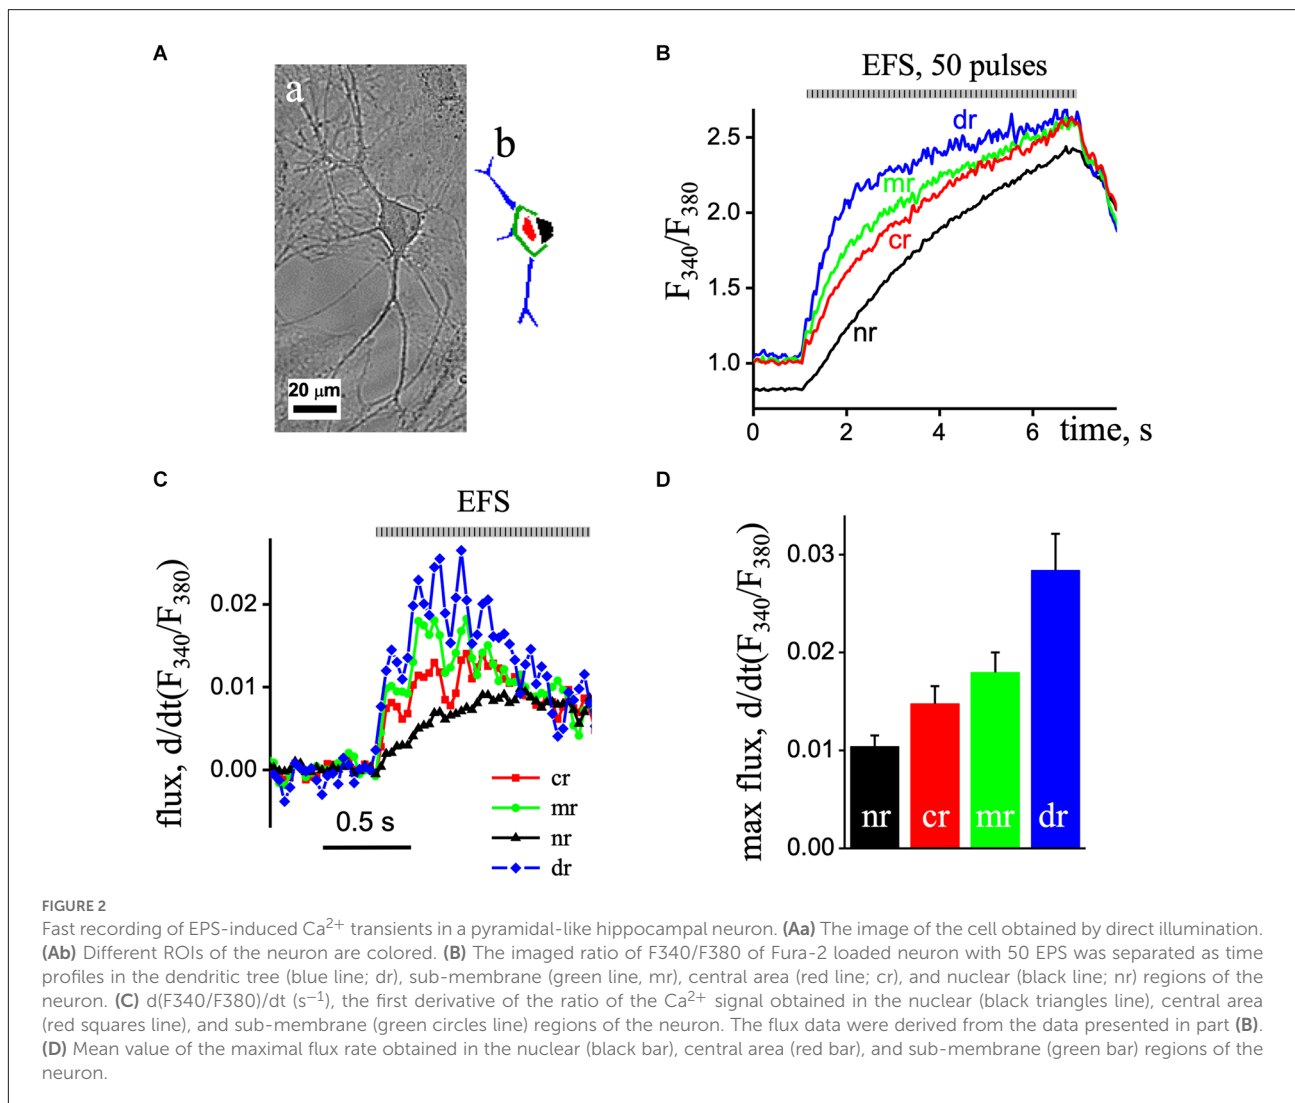 A
a
b
20 μm
B
EFS, 50 pulses
F340/F380
2.5
2.0
1.5
1.0
dr
mr
cr
nr
0
2
4
6
time, s
C
EFS
flux, d/dt(F340/F380)
0.02
0.01
0.00
0.5 s
cr
mr
nr
dr
D
max flux, d/dt(F340/F380)
0.03
0.02
0.01
0.00
nr
cr
mr
dr
FIGURE 2
Fast recording of EPS-induced Ca2+ transients in a pyramidal-like hippocampal neuron. (Aa) The image of the cell obtained by direct illumination.
(Ab) Different ROIs of the neuron are colored. (B) The imaged ratio of F340/F380 of Fura-2 loaded neuron with 50 EPS was separated as time
profiles in the dendritic tree (blue line; dr), sub-membrane (green line, mr), central area (red line; cr), and nuclear (black line; nr) regions of the
neuron. (C) d(F340/F380)/dt (s−1), the first derivative of the ratio of the Ca2+ signal obtained in the nuclear (black triangles line), central area
(red squares line), and sub-membrane (green circles line) regions of the neuron. The flux data were derived from the data presented in part (B).
(D) Mean value of the maximal flux rate obtained in the nuclear (black bar), central area (red bar), and sub-membrane (green bar) regions of the
neuron.